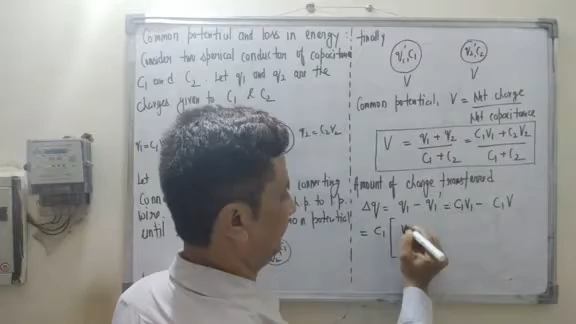 Common potential and loss in energy :-
Consider two sperical conductor of capacitance
C₁ and C₂. Let q₁ and q₂ are the
charges given to C₁ & C₂
q₁ = C₁
q₂ = C₂V₂
Let
connecting
wire.
h.p. to l.p.
until
common potential
finally
q₁', C₁
q₂', C₂
V
V
Common potential, V = Net charge / Net capacitance
V = q₁ + q₂ / C₁ + C₂ = C₁V₁ + C₂V₂ / C₁ + C₂
Amount of charge transferred
Δq = q₁ - q₁' = C₁V₁ - C₁V
= C₁ [